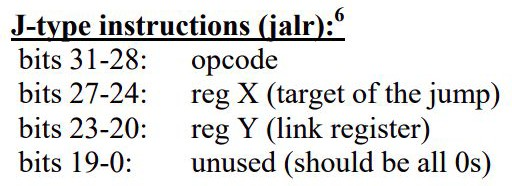 J-type instructions (jalr):6
bits 31-28: opcode
bits 27-24: reg X (target of the jump)
bits 23-20: reg Y (link register)
bits 19-0: unused (should be all 0s)